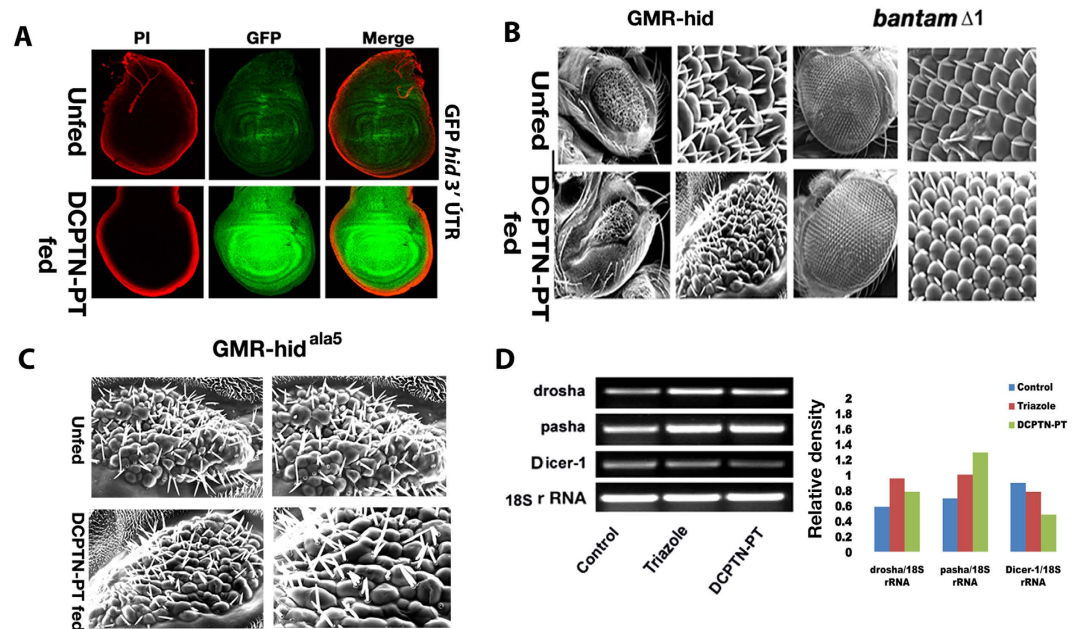 A
PI
GFP
Merge
Unfed
DCPTN-PT
fed
GFP hid 3' ÚTR
B
GMR-hid
bantam Δ1
Unfed
DCPTN-PT
fed
C
GMR-hid ala5
Unfed
DCPTN-PT fed
D
drosha
pasha
Dicer-1
18S r RNA
Control
Triazole
DCPTN-PT
Relative density
2
1.8
1.6
1.4
1.2
1
0.8
0.6
0.4
0.2
0
drosha/18S
rRNA
pasha/18S
rRNA
Dicer-1/18S
rRNA
Control
Triazole
DCPTN-PT